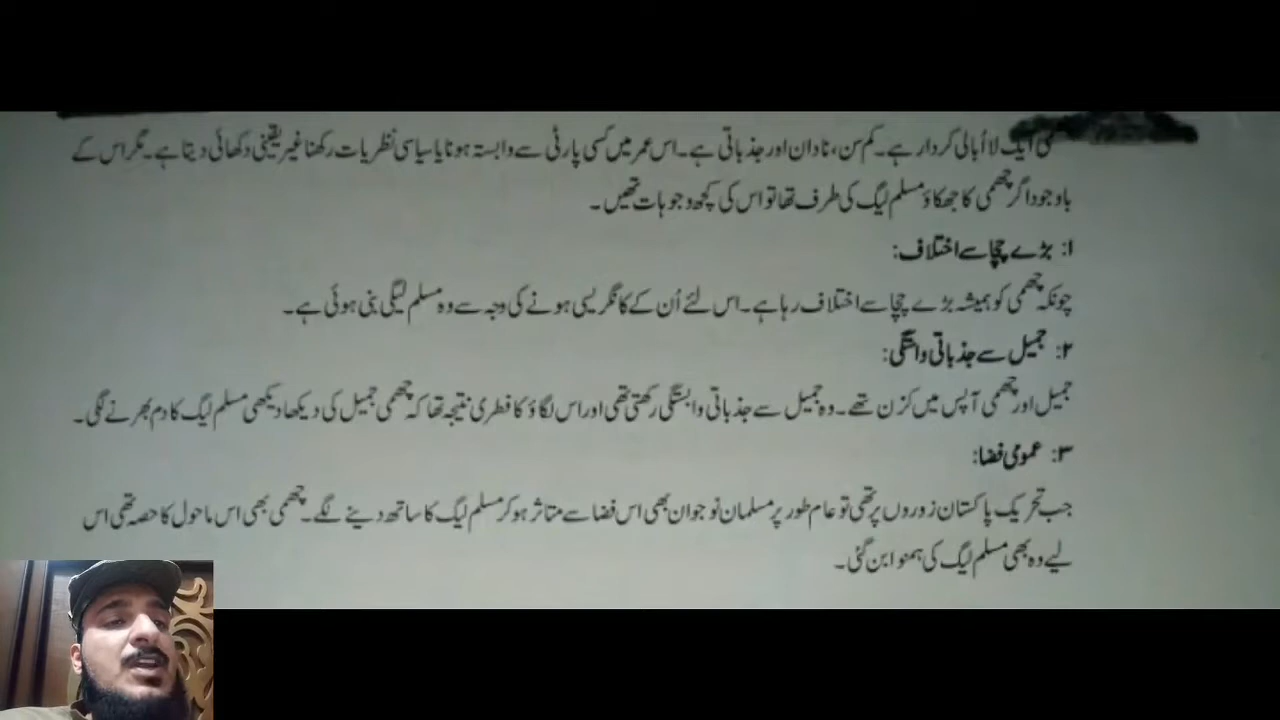 ایک لااُبالی کردار ہے۔ کم سن، نادان اور جذباتی ہے۔ اس عمر میں کسی پارٹی سے وابستہ ہونا یا سیاسی نظریات رکھنا غیر یقینی دکھائی دیتا ہے۔ مگر اس کے
باوجود اگر چھمی کا جھکاؤ مسلم لیگ کی طرف تھا تو اس کی کچھ وجوہات تھیں۔
۱: بڑے چچا سے اختلاف:
چونکہ چھمی کو ہمیشہ بڑے چچا سے اختلاف رہا ہے۔ اس لئے اُن کے کانگریسی ہونے کی وجہ سے وہ مسلم لیگی بنی ہوئی ہے۔
۲: جمیل سے جذباتی وابستگی:
جمیل اور چھمی آپس میں کزن تھے۔ وہ جمیل سے جذباتی وابستگی رکھتی تھی اور اس لگاؤ کا فطری نتیجہ تھا کہ چھمی جمیل کی دیکھا دیکھی مسلم لیگ کا دم بھرنے لگی۔
۳: عمومی فضا:
جب تحریک پاکستان زوروں پر تھی تو عام طور پر مسلمان نوجوان بھی اس فضا سے متاثر ہو کر مسلم لیگ کا ساتھ دینے لگے۔ چھمی بھی اس ماحول کا حصہ تھی اس
لیے وہ بھی مسلم لیگ کی ہمنوا بن گئی۔